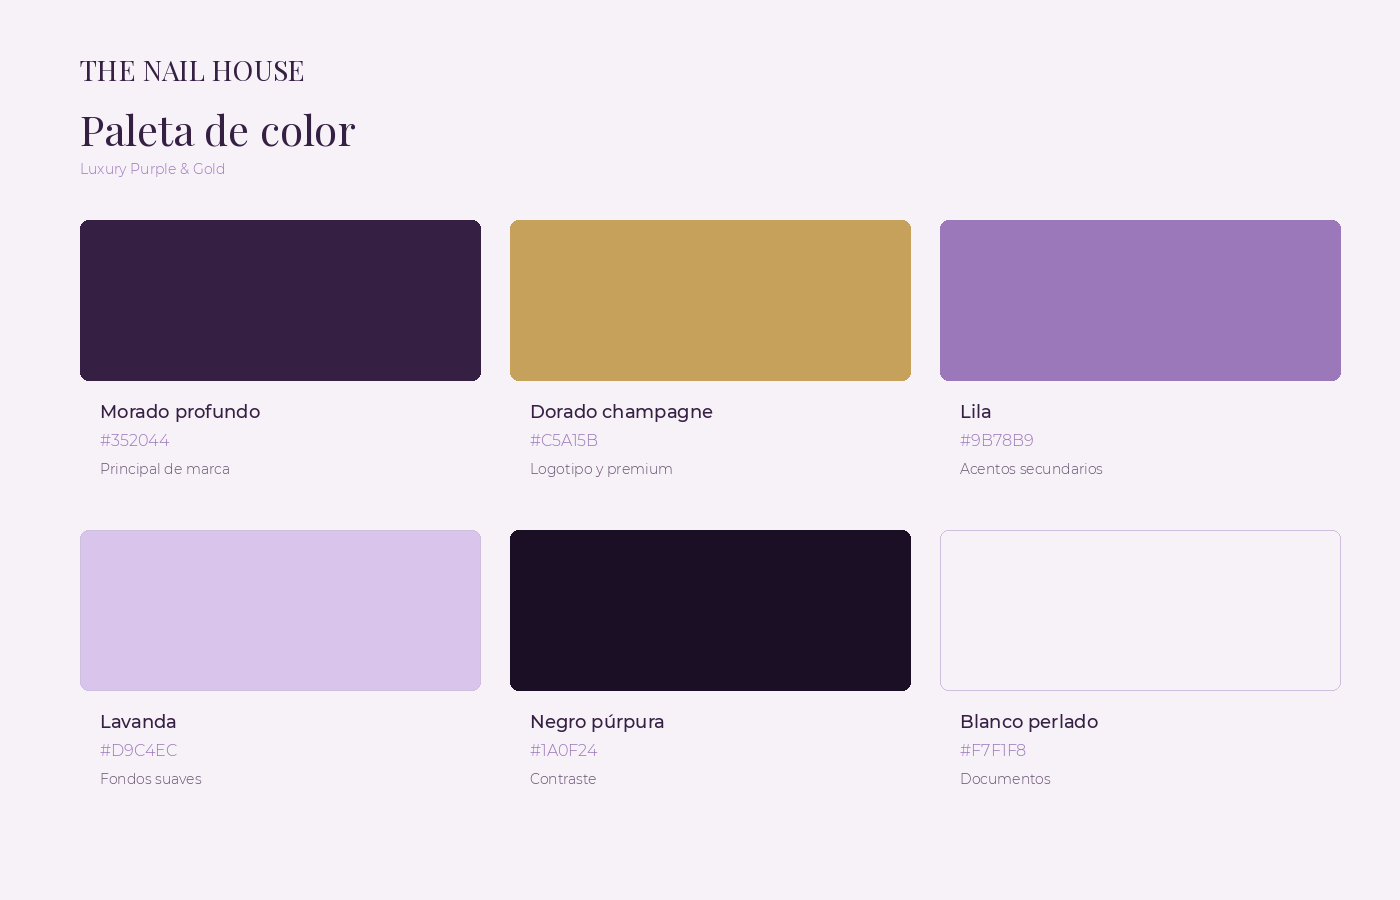 THE NAIL HOUSE
Paleta de color
Luxury Purple & Gold
Morado profundo
#352044
Principal de marca
Dorado champagne
#C5A15B
Logotipo y premium
Lila
#9B78B9
Acentos secundarios
Lavanda
#D9C4EC
Fondos suaves
Negro púrpura
#1A0F24
Contraste
Blanco perlado
#F7F1F8
Documentos